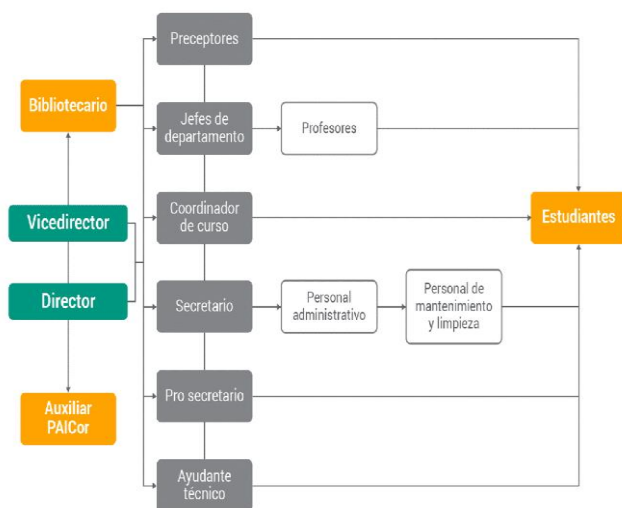 Preceptores
Bibliotecario
Jefes de
departamento
Profesores
Vicedirector
Coordinador
de curso
Estudiantes
Director
Secretario
Personal
administrativo
Personal de
mantenimiento
y limpieza
Auxiliar
PAICor
Pro secretario
Ayudante
técnico